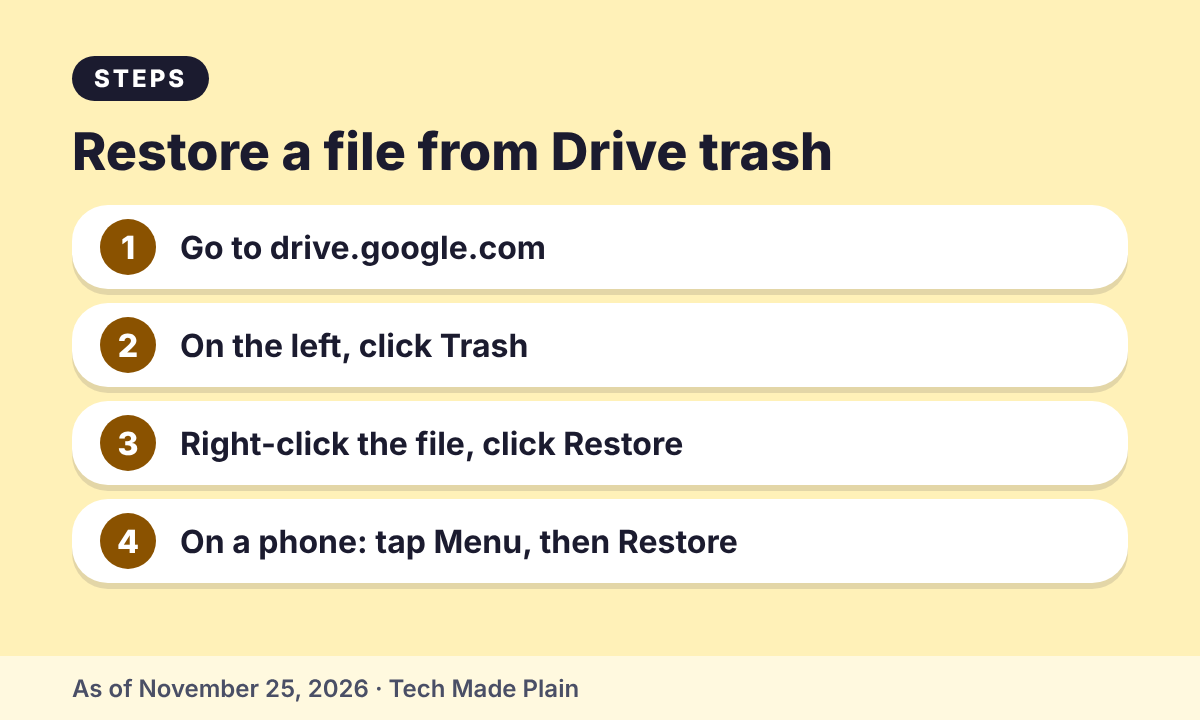 STEPS
Restore a file from Drive trash
1 Go to drive.google.com
2 On the left, click Trash
3 Right-click the file, click Restore
4 On a phone: tap Menu, then Restore
As of November 25, 2026 · Tech Made Plain